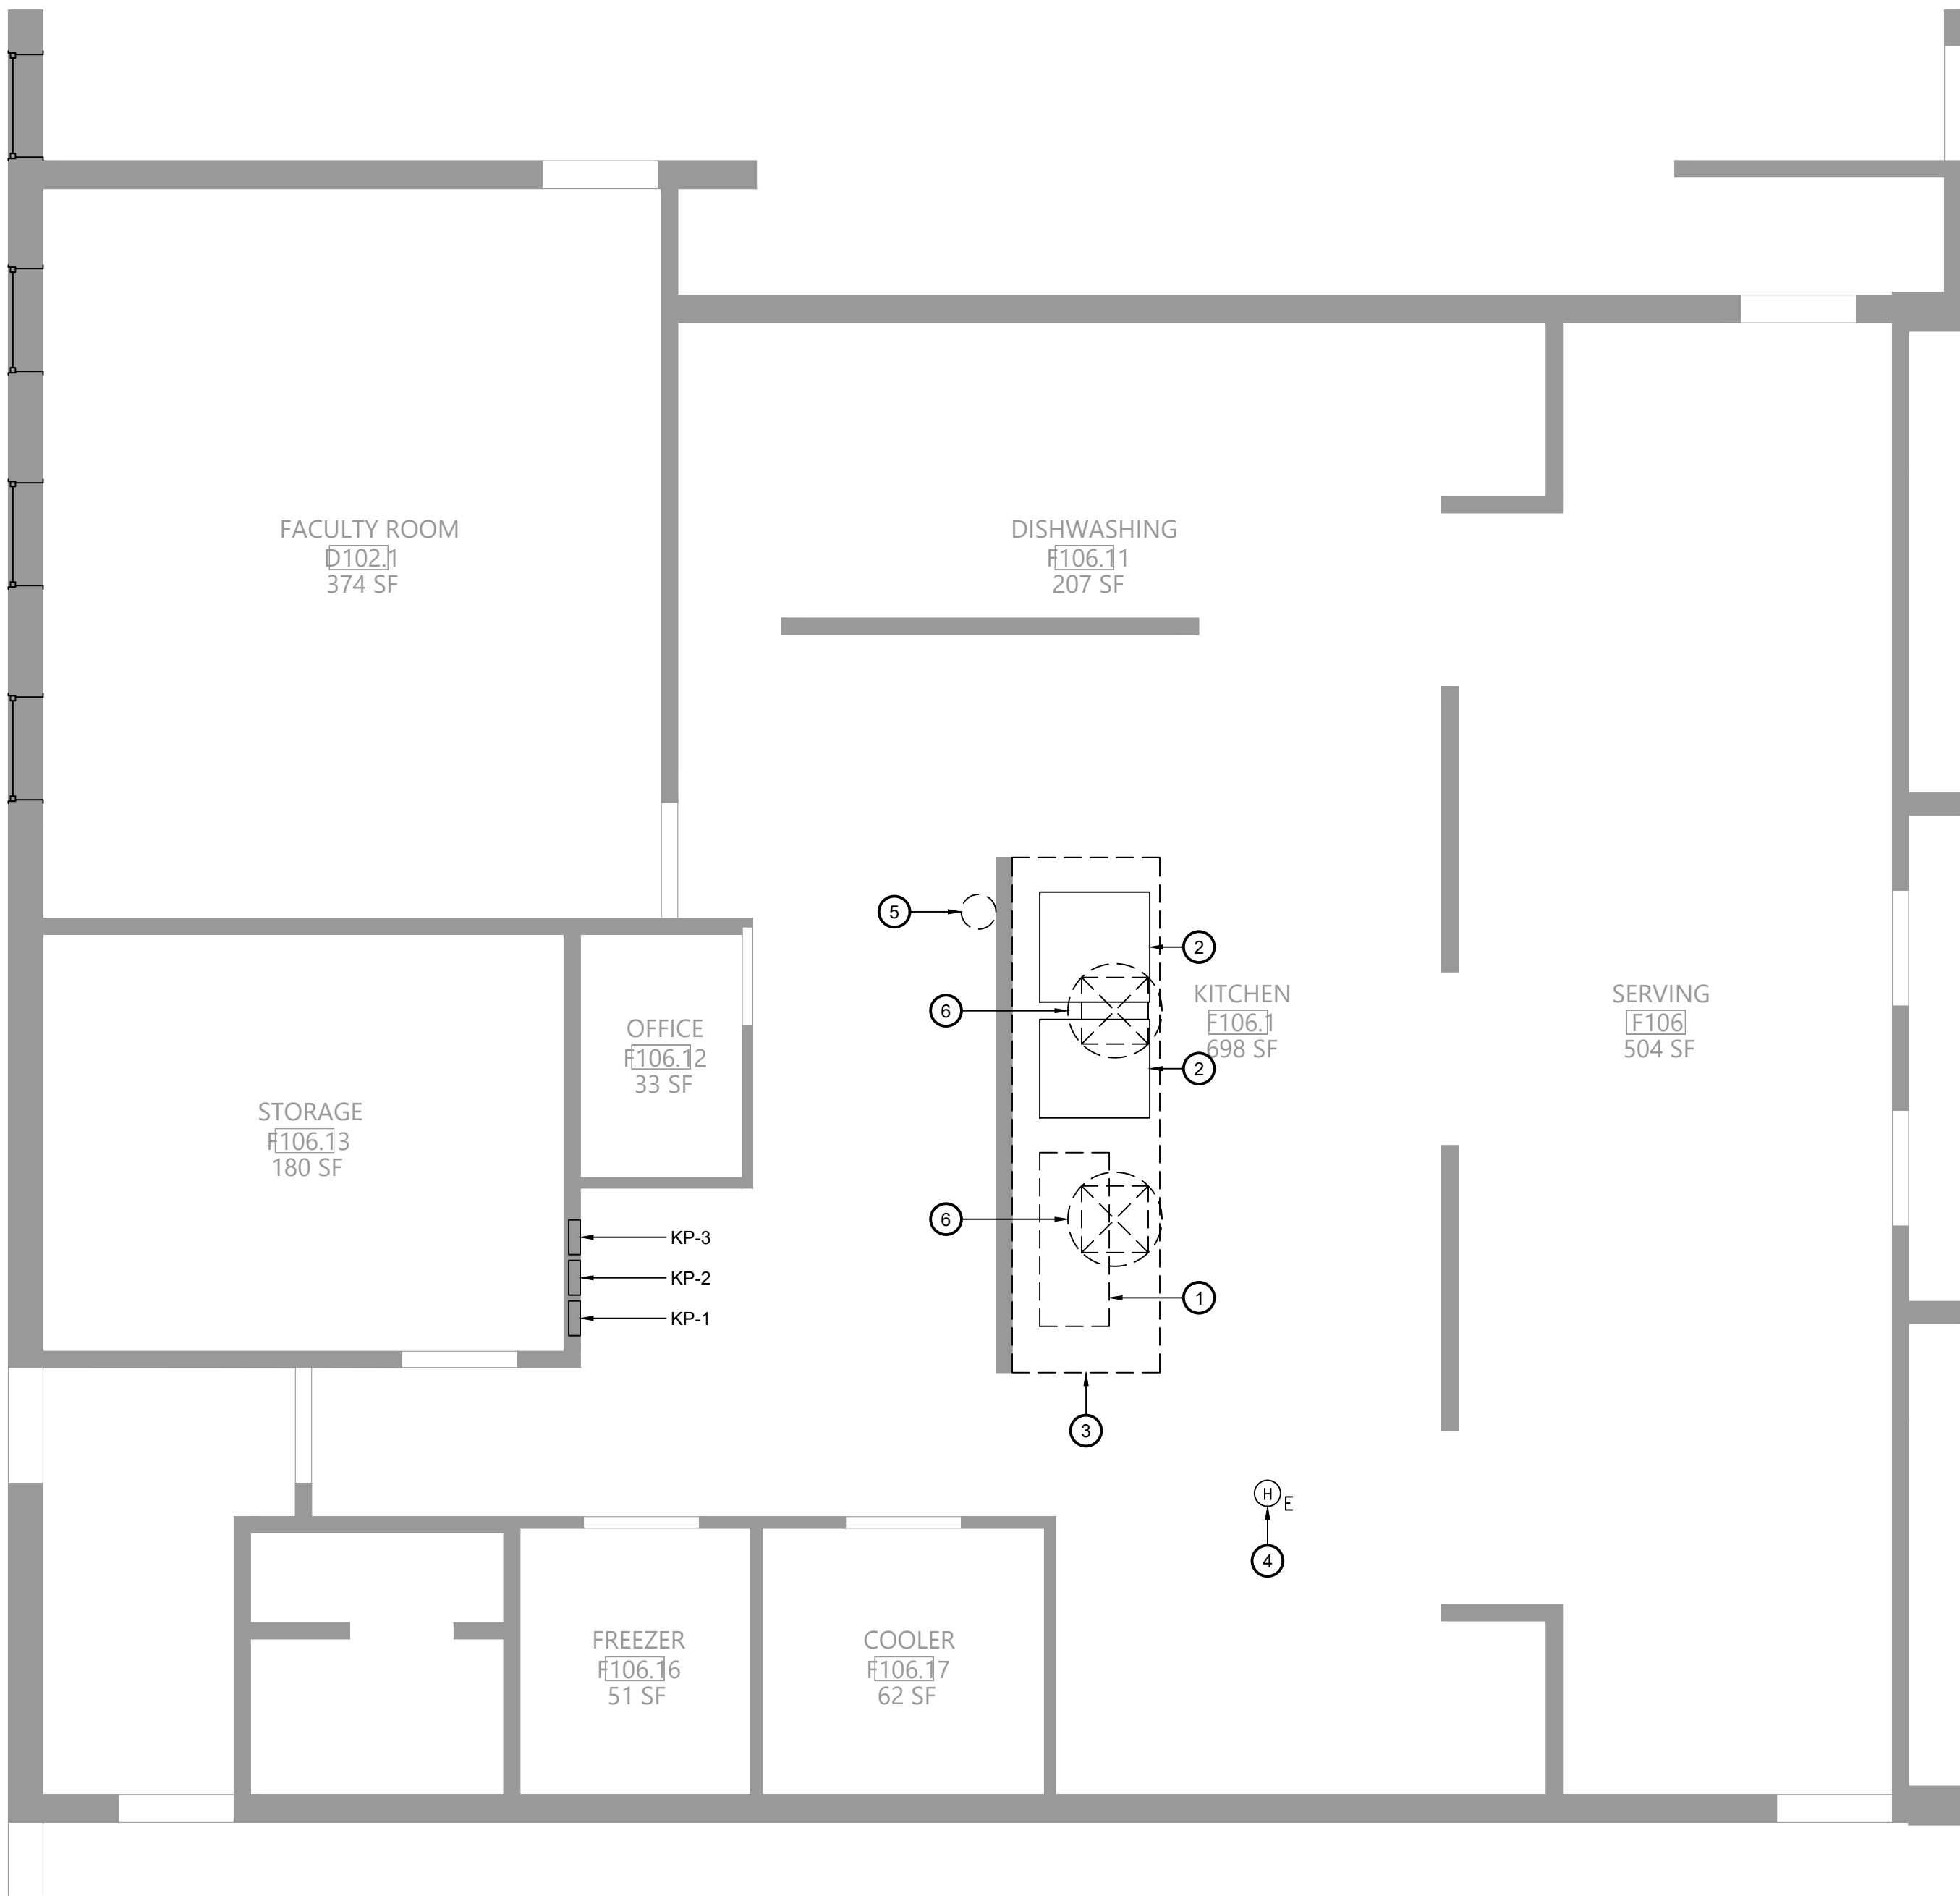 FACULTY ROOM
D102.1
374 SF
DISHWASHING
F106.11
207 SF
5
2
6
KITCHEN
F106.1
698 SF
SERVING
F106
504 SF
OFFICE
F106.12
33 SF
2
STORAGE
F106.13
180 SF
6
KP-3
KP-2
KP-1
1
3
H
E
4
FREEZER
F106.16
51 SF
COOLER
F106.17
62 SF